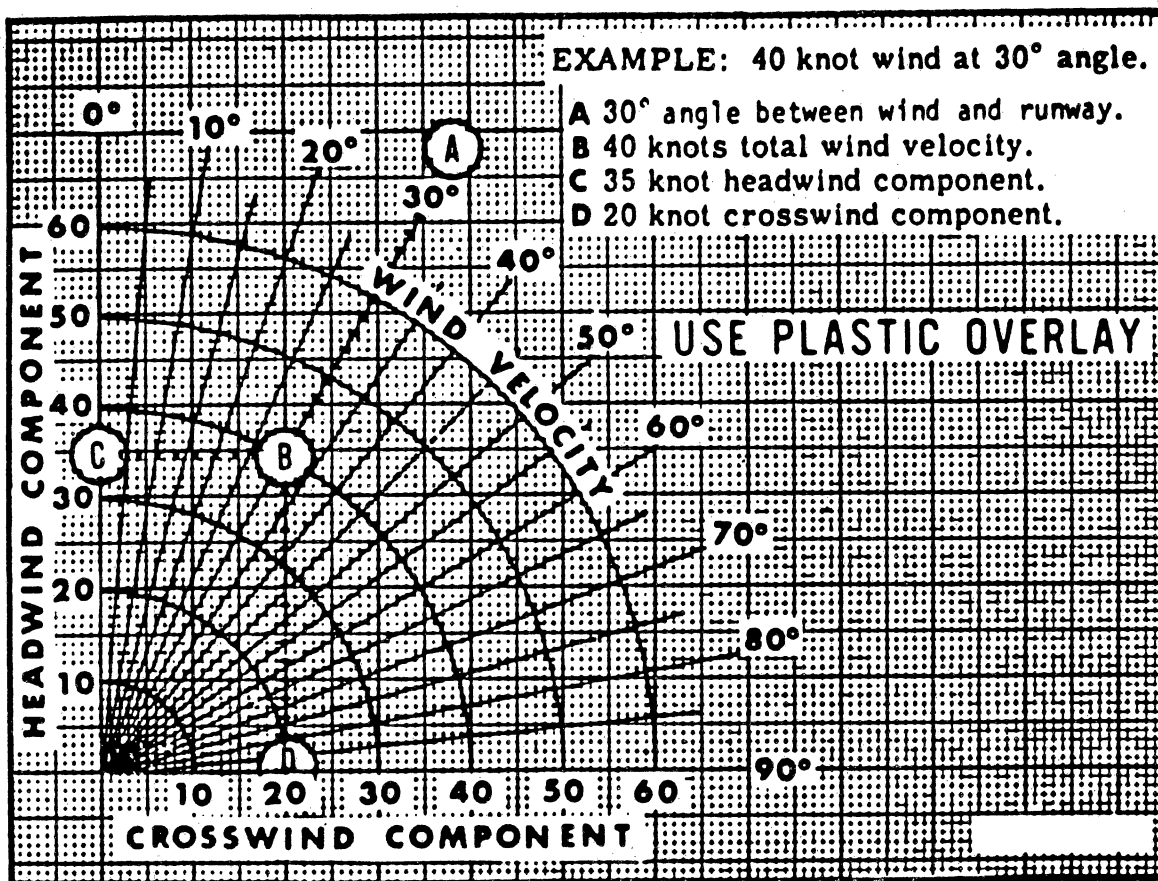 EXAMPLE: 40 knot wind at 30° angle.
A 30° angle between wind and runway.
B 40 knots total wind velocity.
C 35 knot headwind component.
D 20 knot crosswind component.
0°
10°
20°
A
30°
40°
50°
60°
70°
80°
90°
USE PLASTIC OVERLAY
WIND VELOCITY
HEADWIND COMPONENT
60
50
40
C
B
30
20
10
D
10 20 30 40 50 60
CROSSWIND COMPONENT